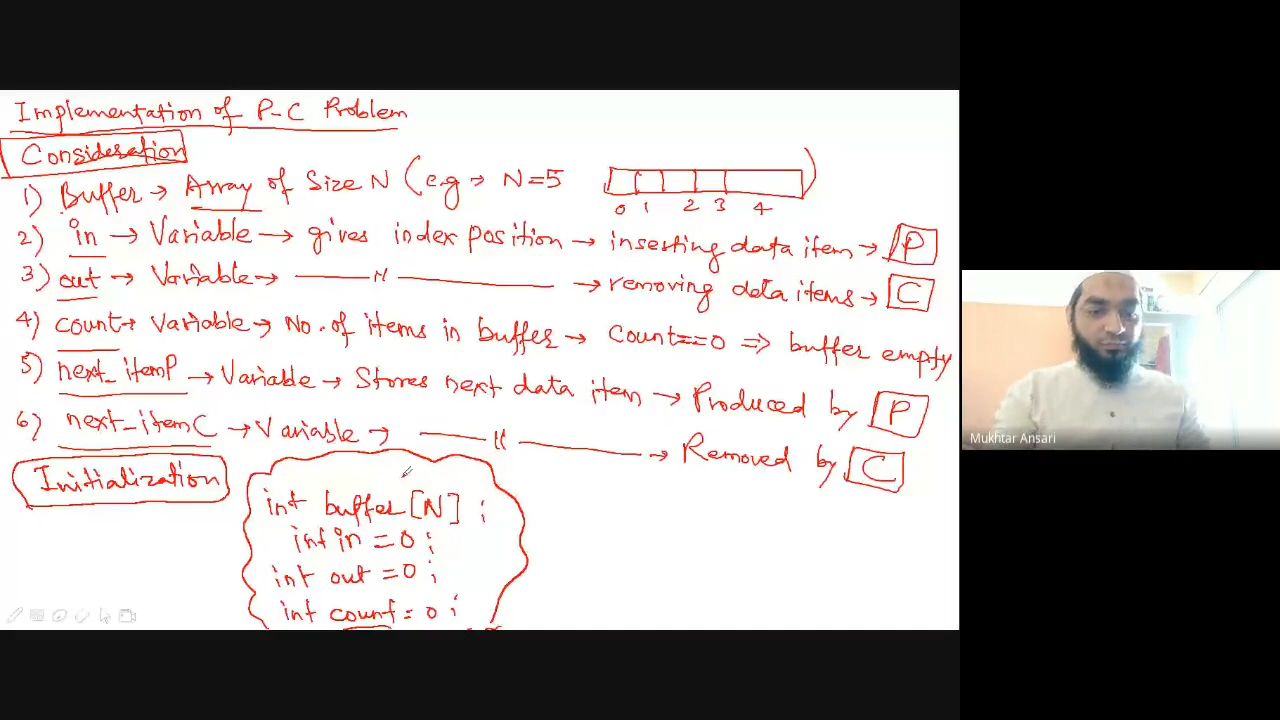 Implementation of P-C Problem
Consideration
1) Buffer → Array of Size N (e.g → N=5 )
0 1 2 3 4
2) in → Variable → gives index position → inserting data item → P
3) out → Variable → —〃— → removing data items → C
4) count → Variable → No. of items in buffer → Count==0 => buffer empty
5) next_itemP → Variable → Stores next data item → Produced by P
6) next-itemC → Variable → —〃— → Removed by C
Initialization
int buffer[N] ;
int in = 0 ;
int out = 0 ;
int count = 0 ;
Mukhtar Ansari